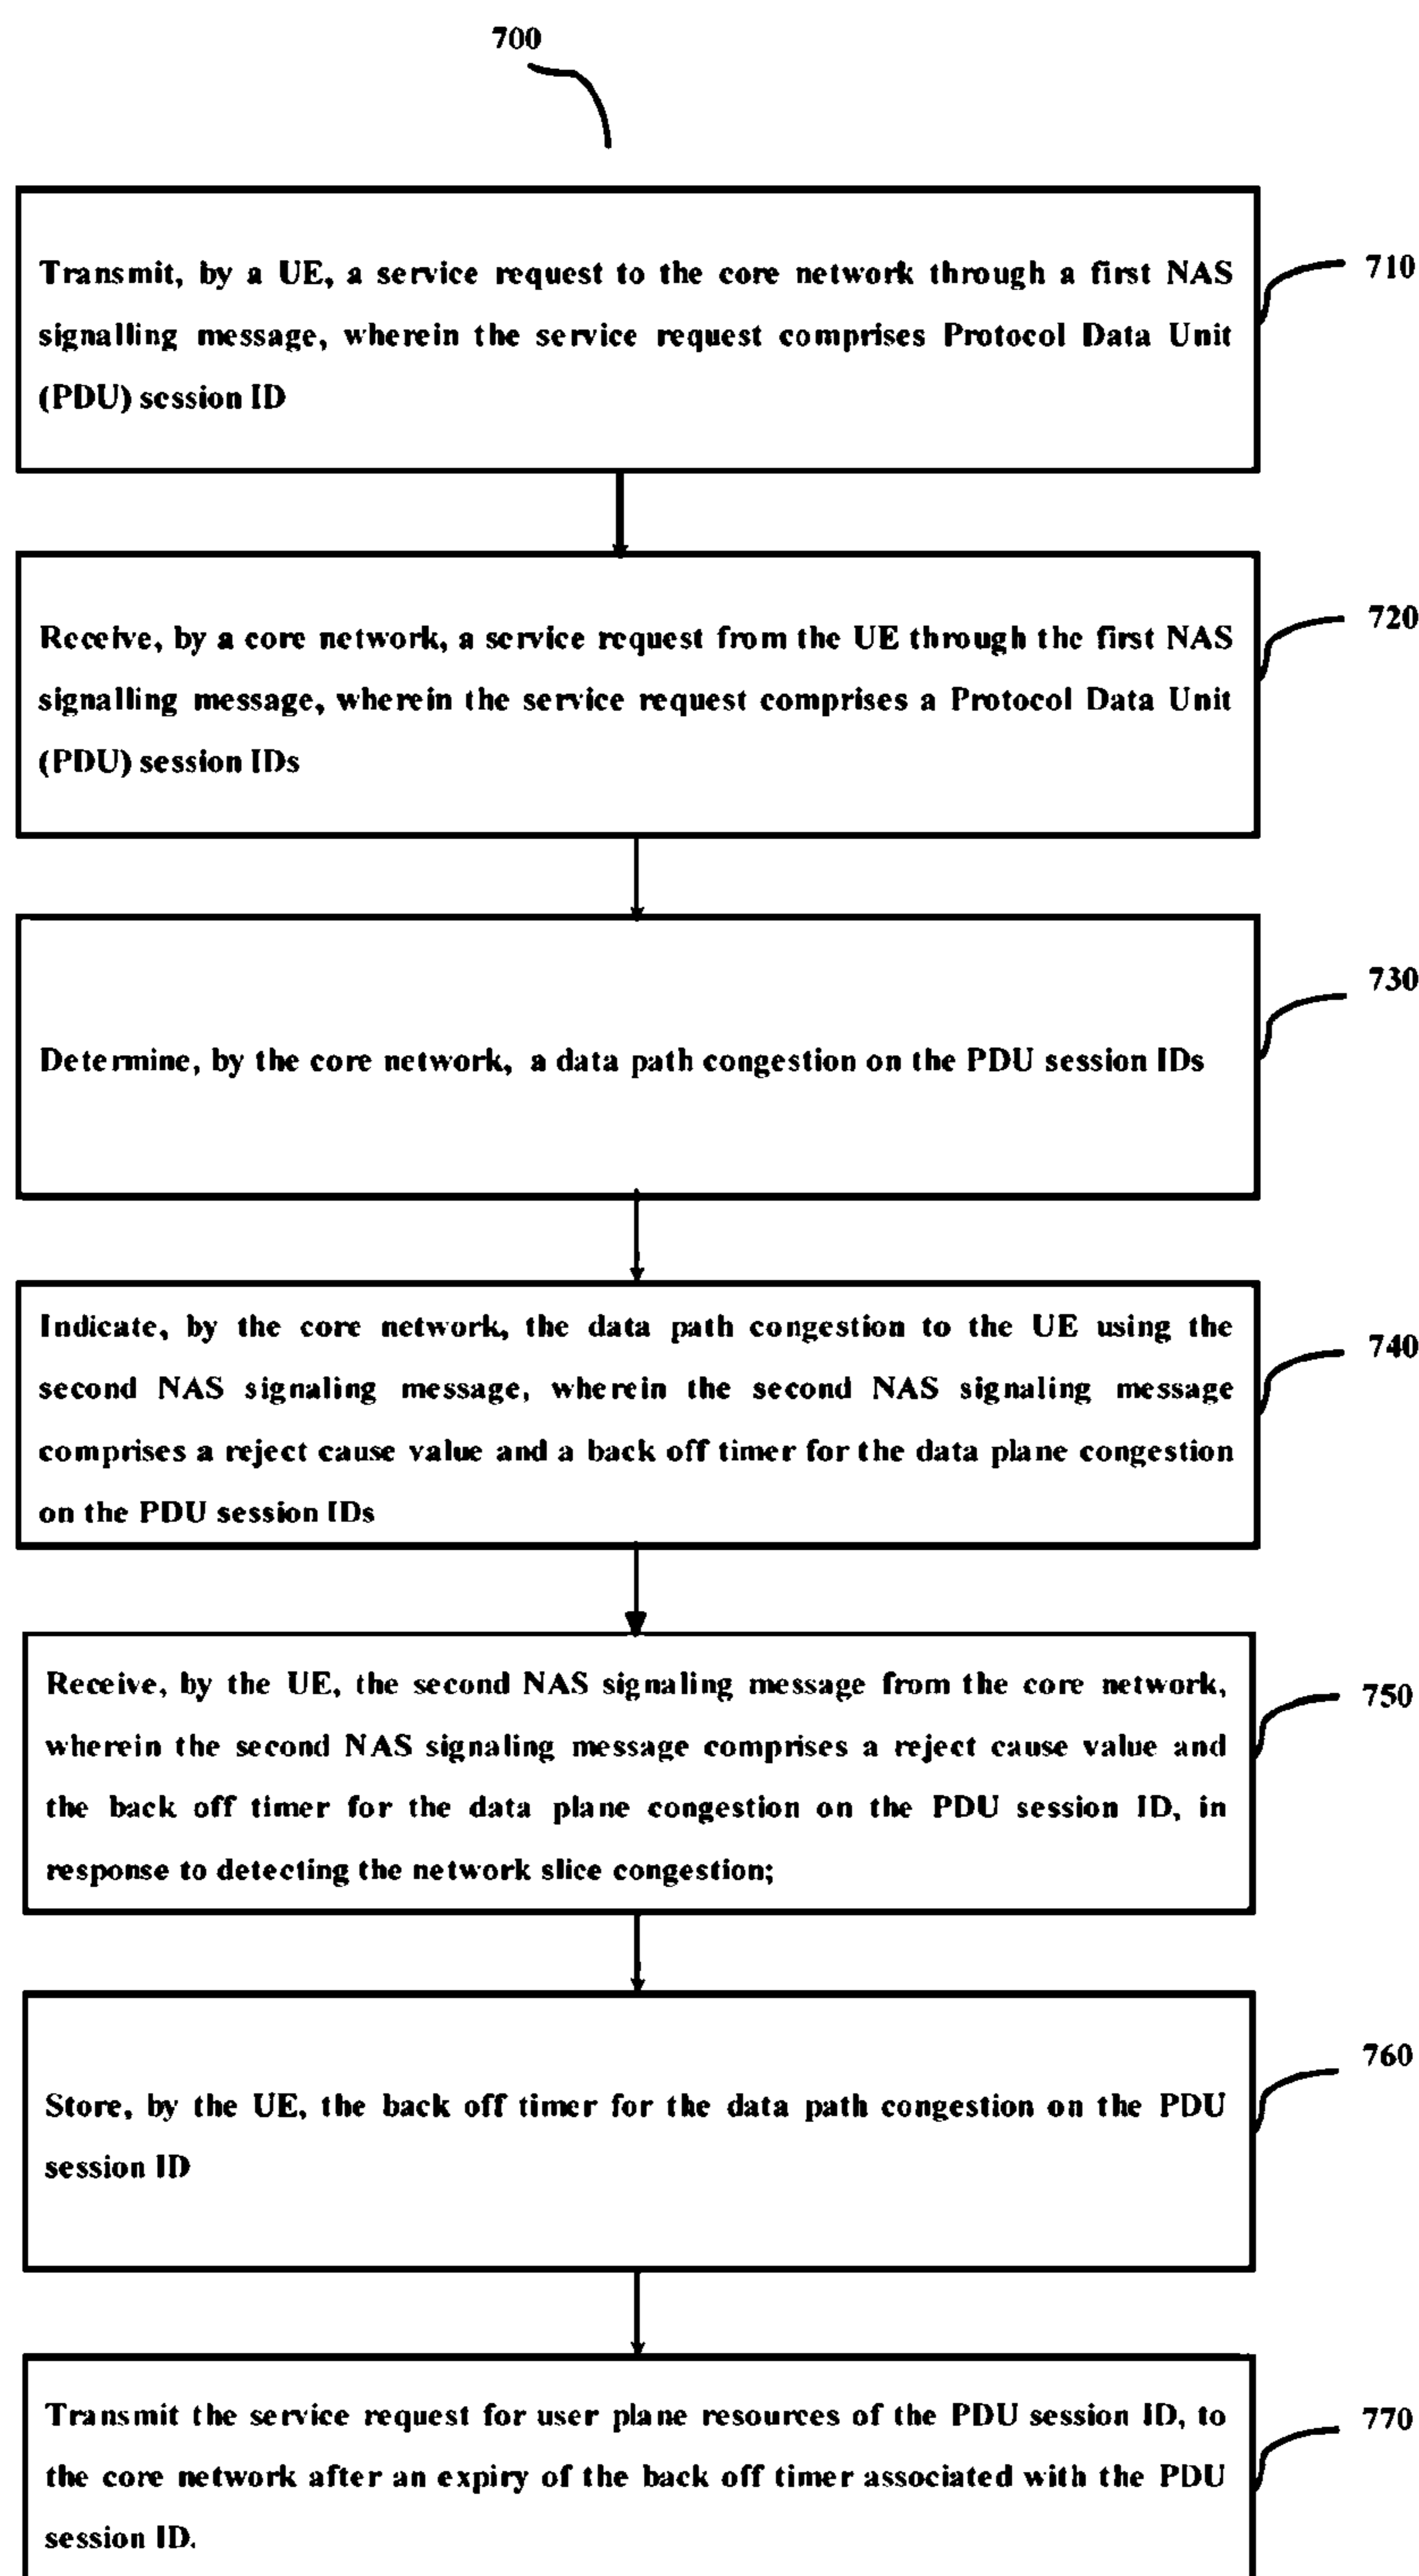 700
Transmit, by a UE, a service request to the core network through a first NAS
signalling message, wherein the service request comprises Protocol Data Unit
(PDU) session ID
710
Receive, by a core network, a service request from the UE through the first NAS
signalling message, wherein the service request comprises a Protocol Data Unit
(PDU) session IDs
720
Determine, by the core network, a data path congestion on the PDU session IDs
730
Indicate, by the core network, the data path congestion to the UE using the
second NAS signaling message, wherein the second NAS signaling message
comprises a reject cause value and a back off timer for the data plane congestion
on the PDU session IDs
740
Receive, by the UE, the second NAS signaling message from the core network,
wherein the second NAS signaling message comprises a reject cause value and
the back off timer for the data plane congestion on the PDU session ID, in
response to detecting the network slice congestion;
750
Store, by the UE, the back off timer for the data path congestion on the PDU
session ID
760
Transmit the service request for user plane resources of the PDU session ID, to
the core network after an expiry of the back off timer associated with the PDU
session ID.
770